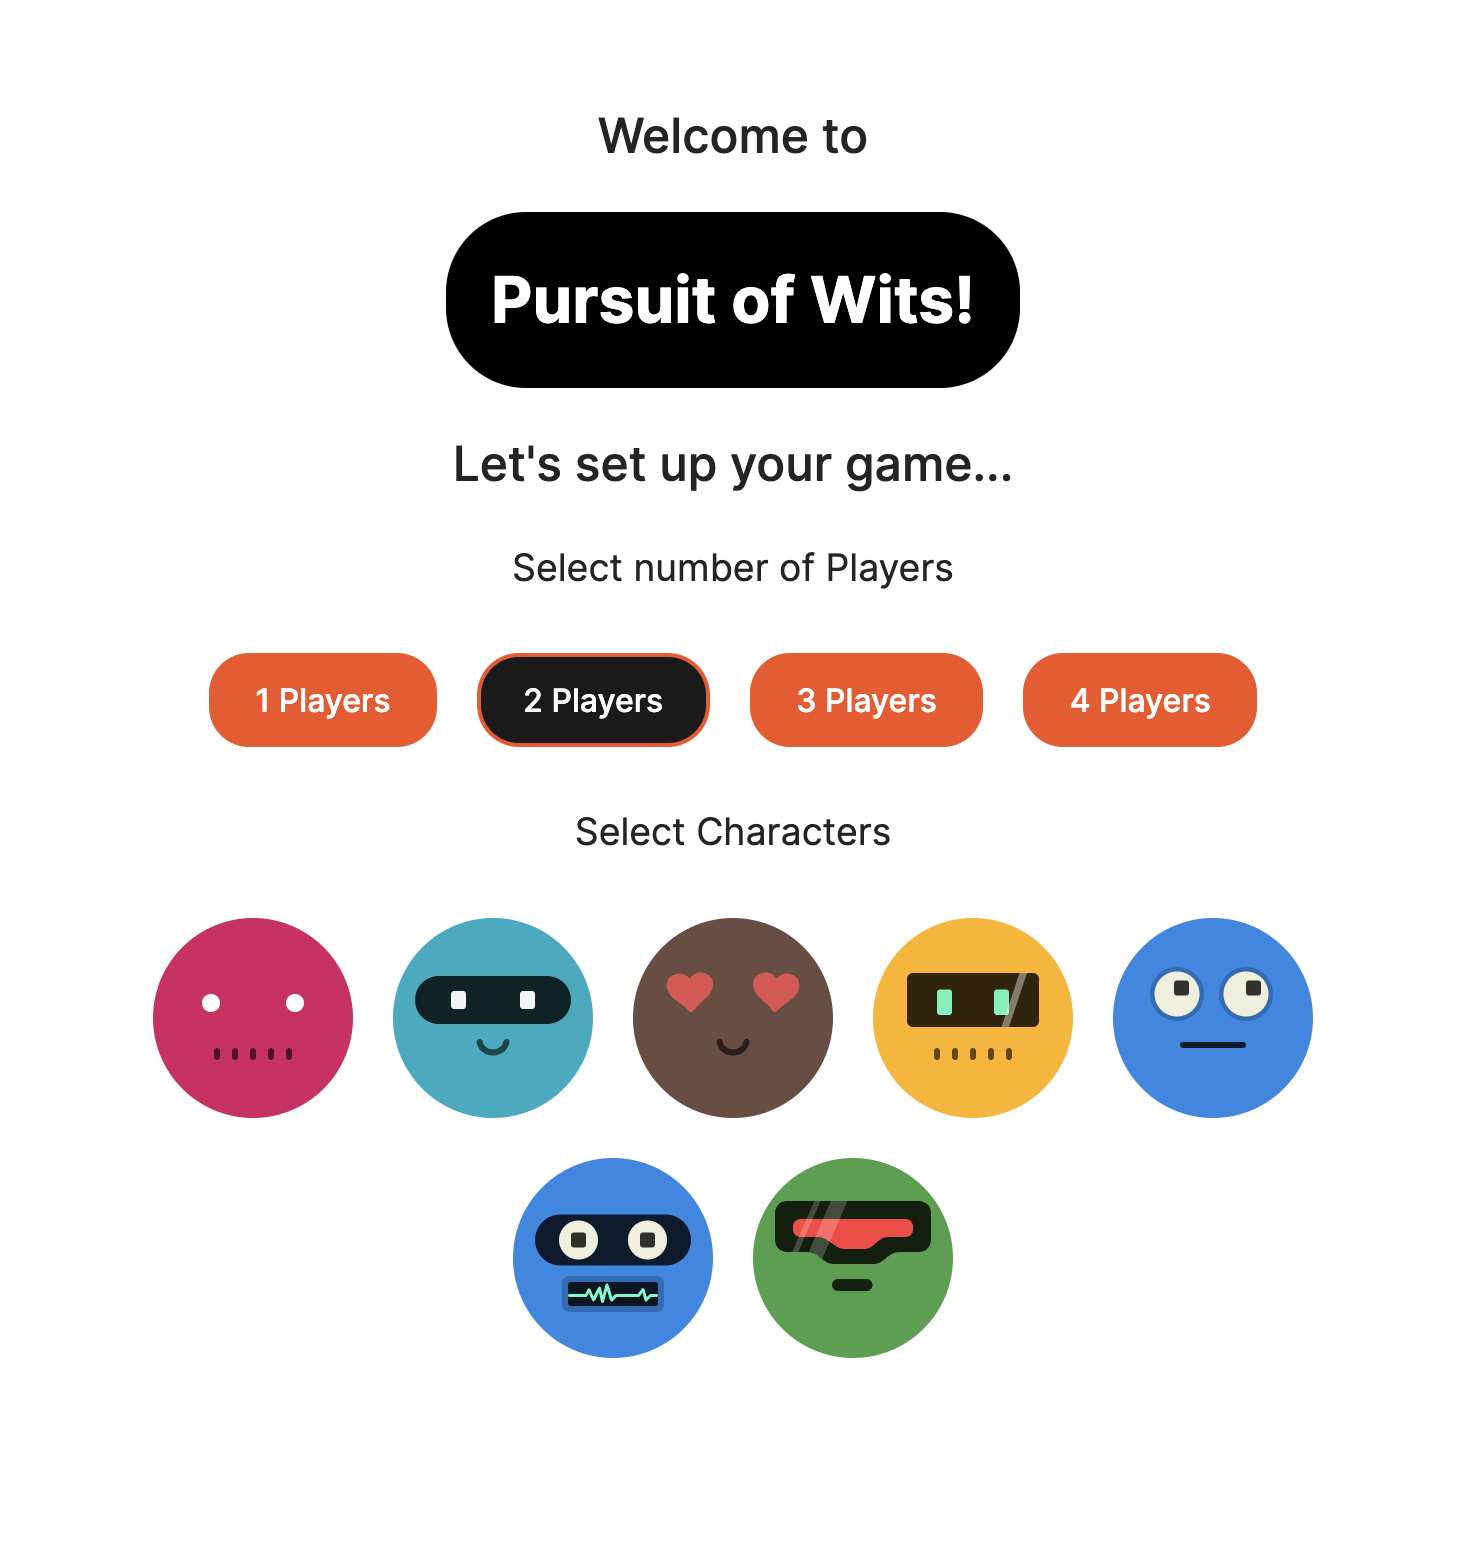 Welcome to
Pursuit of Wits!
Let's set up your game...
Select number of Players
1 Players
2 Players
3 Players
4 Players
Select Characters